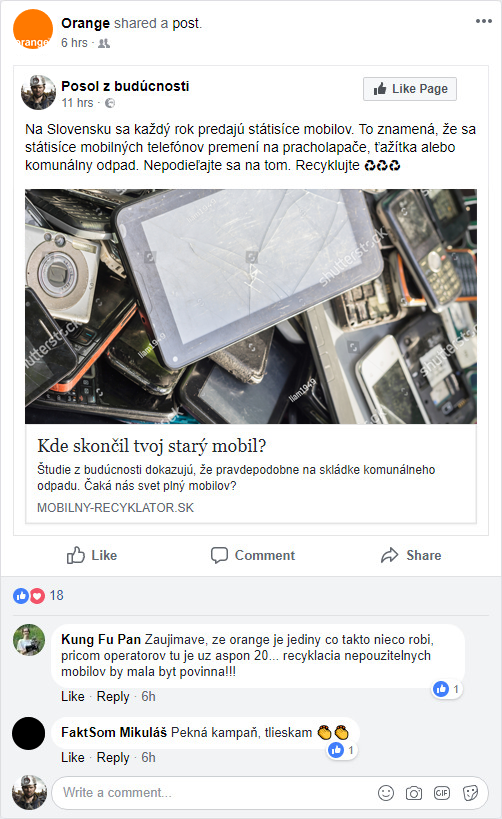 Orange shared a post.
orange
6 hrs ·
Posol z budúcnosti
11 hrs ·
Like Page
Na Slovensku sa každý rok predajú státisíce mobilov. To znamená, že sa
státisíce mobilných telefónov premení na pracholapače, ťažítka alebo
komunálny odpad. Nepodieľajte sa na tom. Recyklujte ♻♻♻
shutterstock
shutterstock
shutterstock
liam1949
liam1949
Kde skončil tvoj starý mobil?
Študie z budúcnosti dokazujú, že pravdepodobne na skládke komunálneho
odpadu. Čaká nás svet plný mobilov?
MOBILNY-RECYKLATOR.SK
Like Comment Share
18
Kung Fu Pan Zaujimave, ze orange je jediny co takto nieco robi,
pricom operatorov tu je uz aspon 20... recyklacia nepouzitelnych
mobilov by mala byt povinna!!!
1
Like · Reply · 6h
FaktSom Mikuláš Pekná kampaň, tlieskam 👏👏
1
Like · Reply · 6h
Write a comment...
GIF